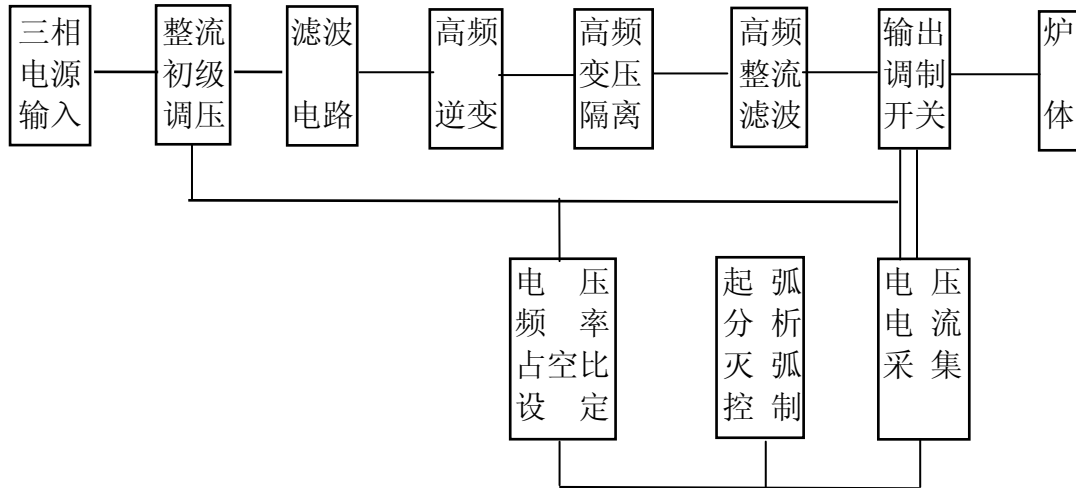 三相
电源
输入
整流
初级
调压
滤波
电路
高频
逆变
高频
变压
隔离
高频
整流
滤波
输出
调制
开关
炉
体
电 压
频 率
占空比
设 定
起 弧
分 析
灭 弧
控 制
电 压
电 流
采 集